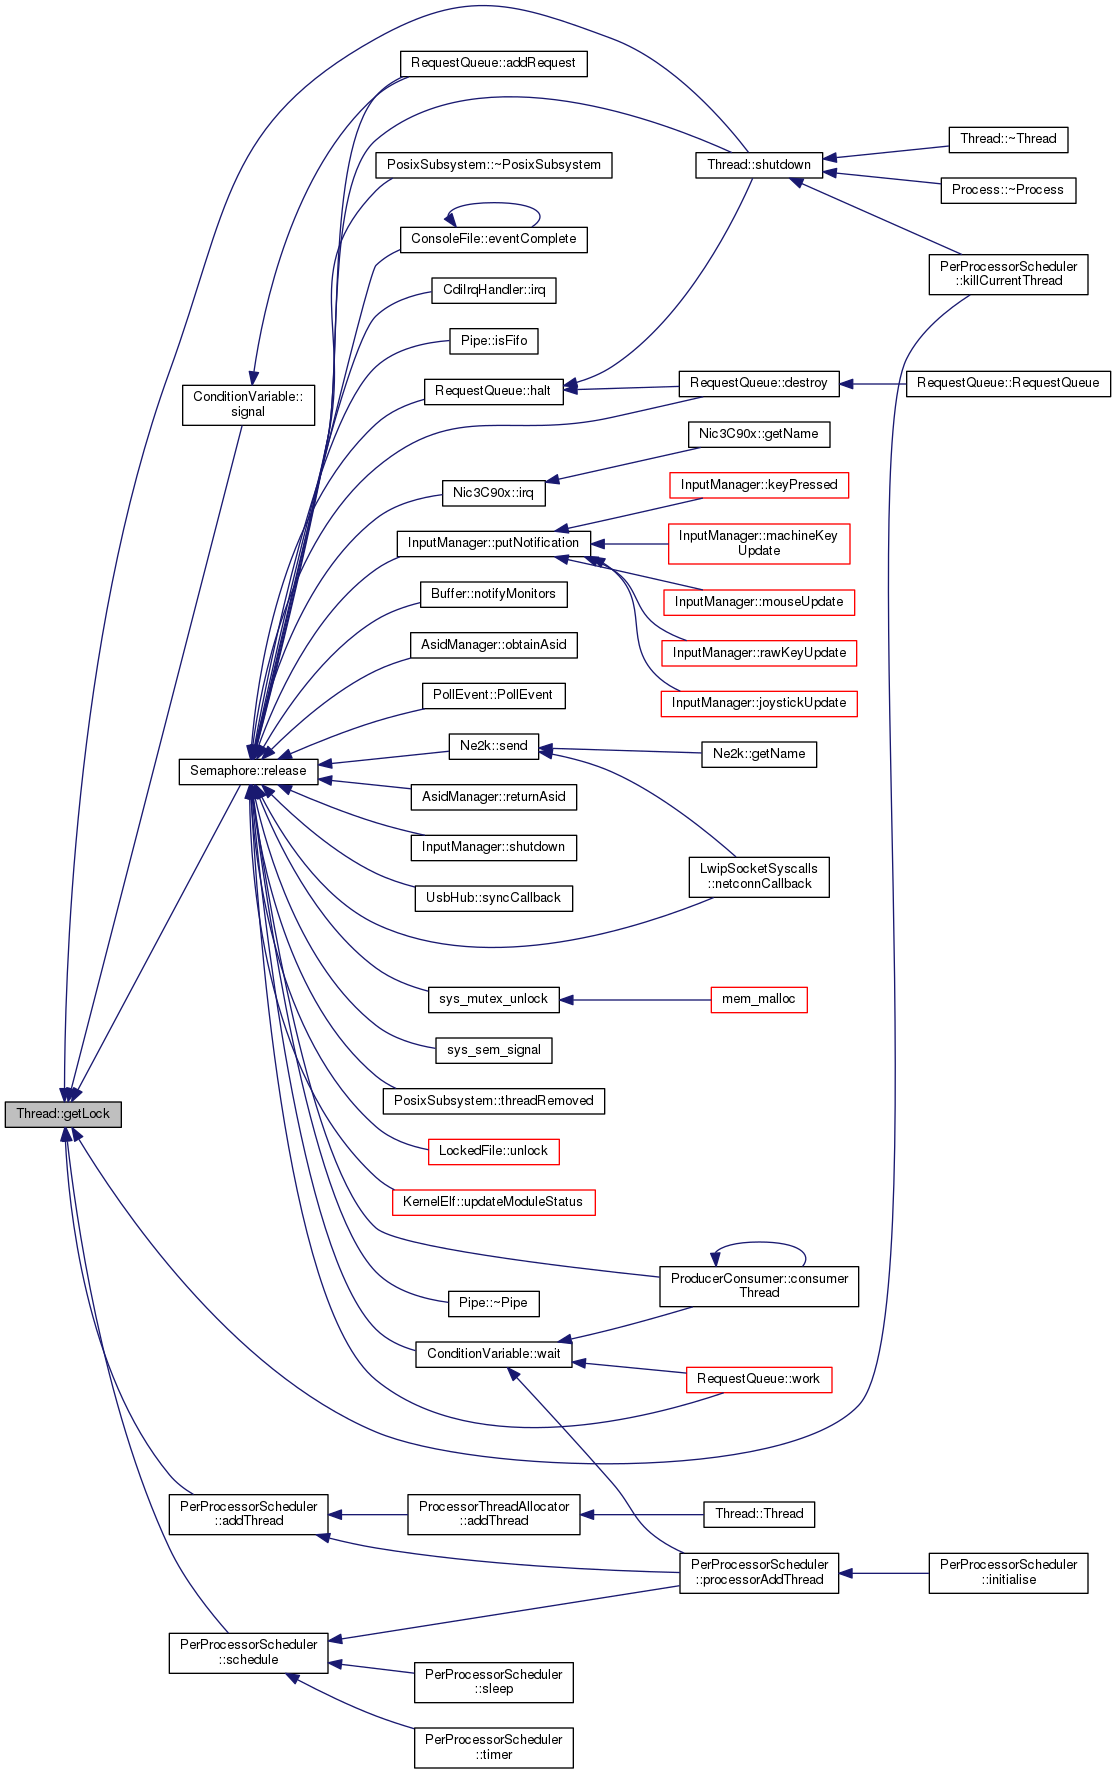 RequestQueue::addRequest
Thread::~Thread
PosixSubsystem::~PosixSubsystem
Thread::shutdown
Process::~Process
ConsoleFile::eventComplete
PerProcessorScheduler
::killCurrentThread
CdiIrqHandler::irq
Pipe::isFifo
ConditionVariable::
signal
RequestQueue::halt
RequestQueue::destroy
RequestQueue::RequestQueue
Nic3C90x::getName
Nic3C90x::irq
InputManager::keyPressed
InputManager::putNotification
InputManager::machineKey
Update
Buffer::notifyMonitors
InputManager::mouseUpdate
AsidManager::obtainAsid
InputManager::rawKeyUpdate
PollEvent::PollEvent
InputManager::joystickUpdate
Ne2k::send
Ne2k::getName
Semaphore::release
AsidManager::returnAsid
InputManager::shutdown
LwipSocketSyscalls
::netconnCallback
UsbHub::syncCallback
sys_mutex_unlock
mem_malloc
sys_sem_signal
PosixSubsystem::threadRemoved
Thread::getLock
LockedFile::unlock
KernelElf::updateModuleStatus
ProducerConsumer::consumer
Thread
Pipe::~Pipe
ConditionVariable::wait
RequestQueue::work
PerProcessorScheduler
::addThread
ProcessorThreadAllocator
::addThread
Thread::Thread
PerProcessorScheduler
::processorAddThread
PerProcessorScheduler
::initialise
PerProcessorScheduler
::schedule
PerProcessorScheduler
::sleep
PerProcessorScheduler
::timer